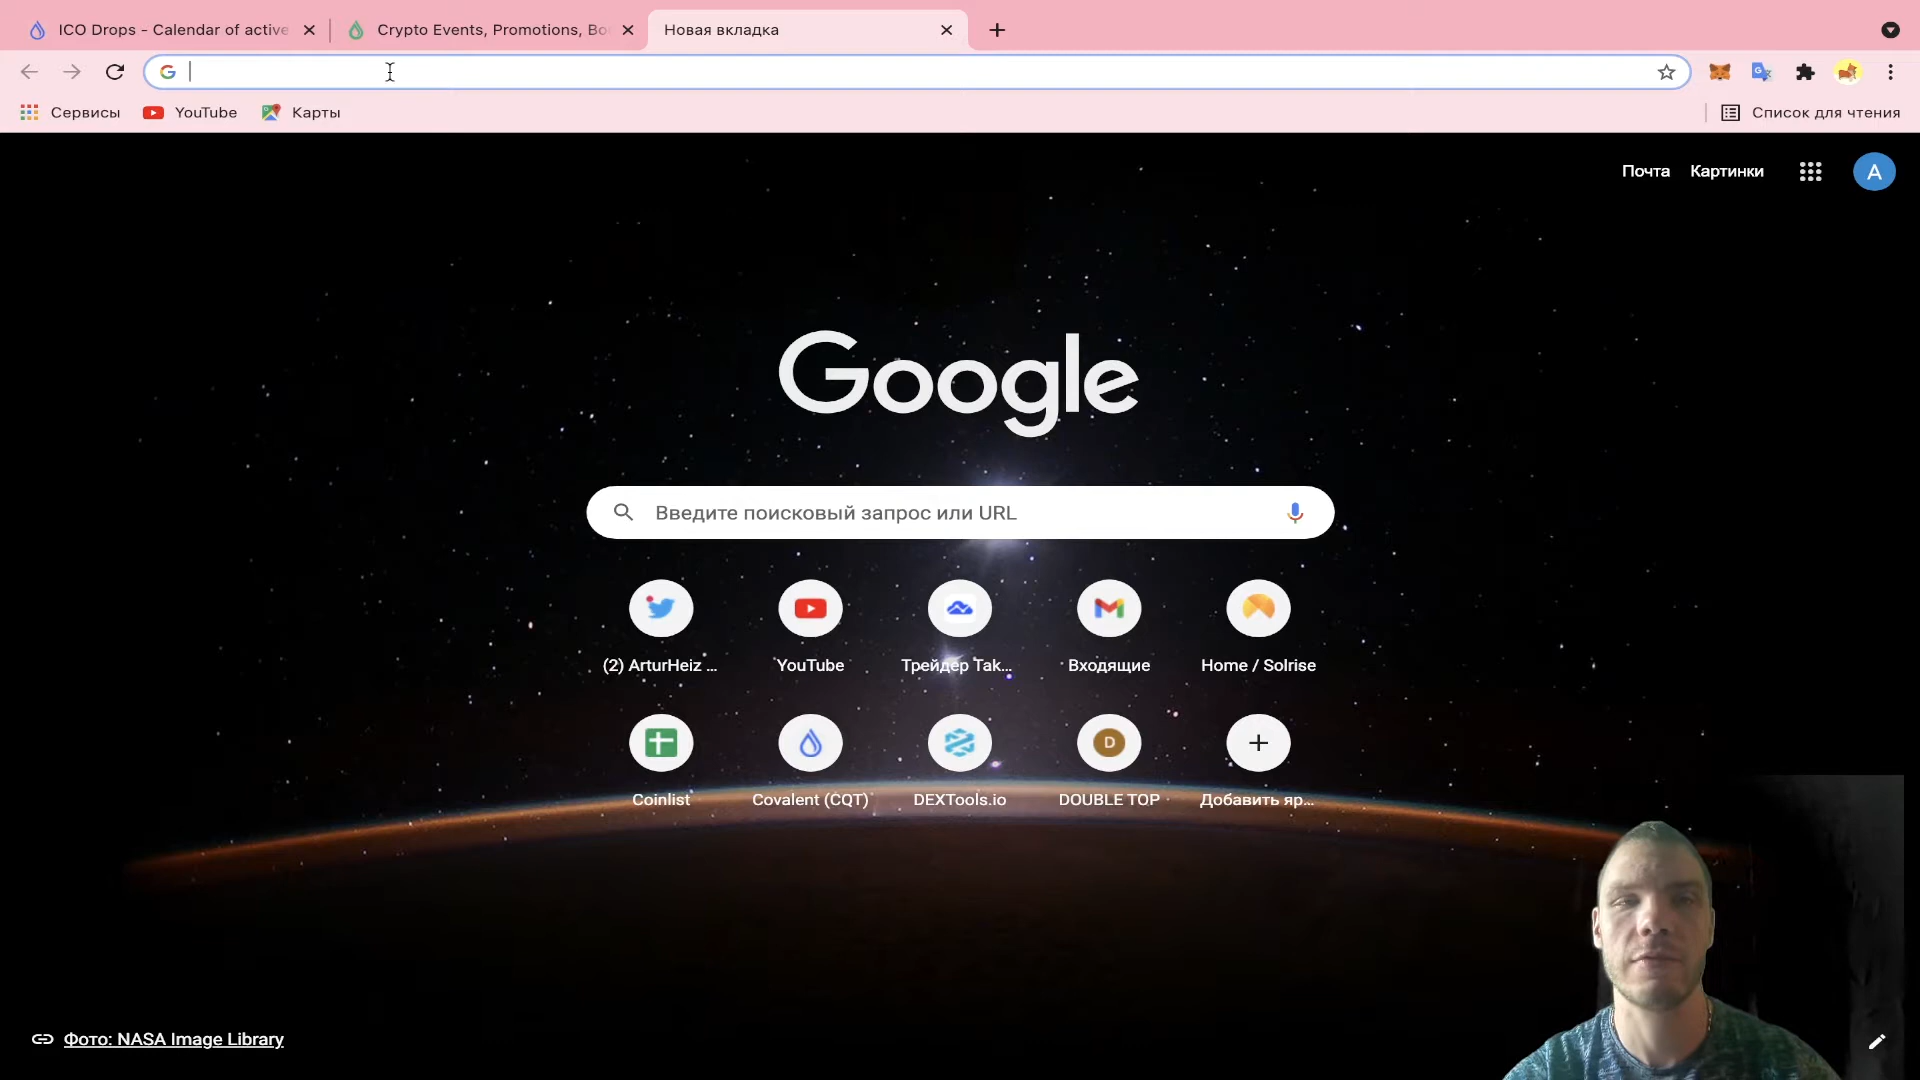 ICO Drops - Calendar of active
Crypto Events, Promotions, Bo
Новая вкладка
Сервисы
YouTube
Карты
Список для чтения
Почта
Картинки
A
Google
Введите поисковый запрос или URL
(2) ArturHeiz ...
YouTube
Трейдер Tak...
Входящие
Home / Solrise
D
Coinlist
Covalent (CQT)
DEXTools.io
DOUBLE TOP
Добавить яр...
Фото: NASA Image Library